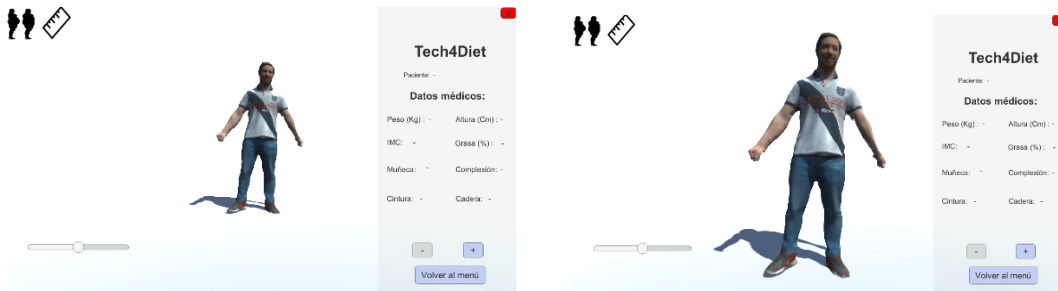 Tech4Diet
Paciente: -
Datos médicos:
Peso (Kg) : - Altura (Cm) : -
IMC: - Grasa (%) : -
Muñeca: - Complexión: -
Cintura: - Cadera: -
- +
Volver al menú
Tech4Diet
Paciente: -
Datos médicos:
Peso (Kg) : - Altura (Cm) : -
IMC: - Grasa (%) : -
Muñeca: - Complexión: -
Cintura: - Cadera: -
- +
Volver al menú